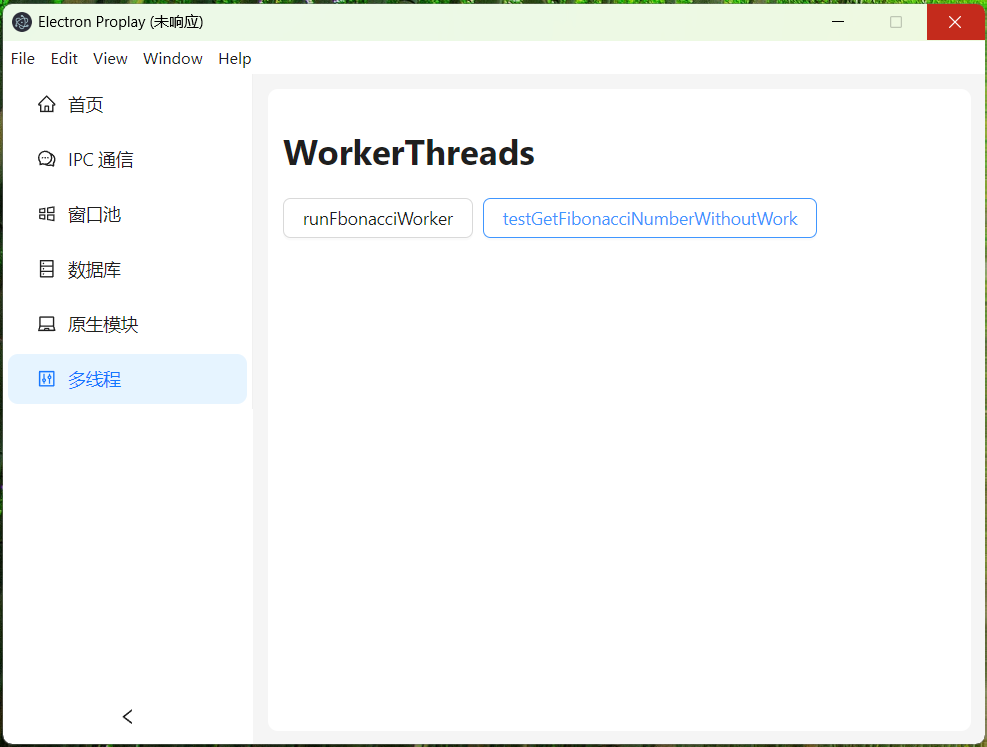 Electron Proplay (未响应)
File Edit View Window Help
首页
IPC 通信
窗口池
数据库
原生模块
多线程
WorkerThreads
runFbonacciWorker testGetFibonacciNumberWithoutWork